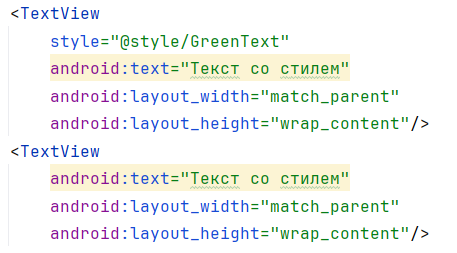 <TextView
style="@style/GreenText"
android:text="Текст со стилем"
android:layout_width="match_parent"
android:layout_height="wrap_content"/>
<TextView
android:text="Текст со стилем"
android:layout_width="match_parent"
android:layout_height="wrap_content"/>